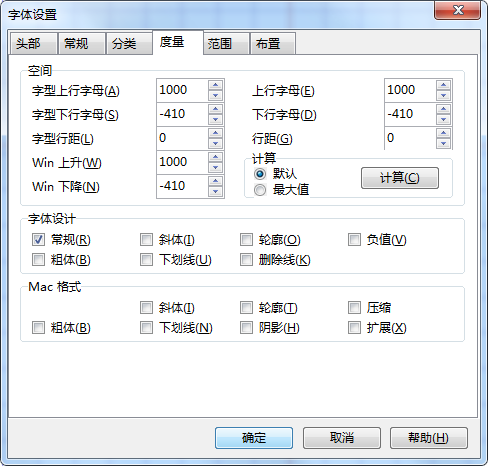 字体设置
头部 常规 分类 度量 范围 布置
空间
字型上行字母(A) 1000 上行字母(E) 1000
字型下行字母(S) -410 下行字母(D) -410
字型行距(L) 0 行距(G) 0
Win 上升(W) 1000 计算
默认 计算(C)
Win 下降(N) -410 最大值
字体设计
常规(R) 斜体(I) 轮廓(O) 负值(V)
粗体(B) 下划线(U) 删除线(K)
Mac 格式
斜体(I) 轮廓(T) 压缩
粗体(B) 下划线(N) 阴影(H) 扩展(X)
确定 取消 帮助(H)